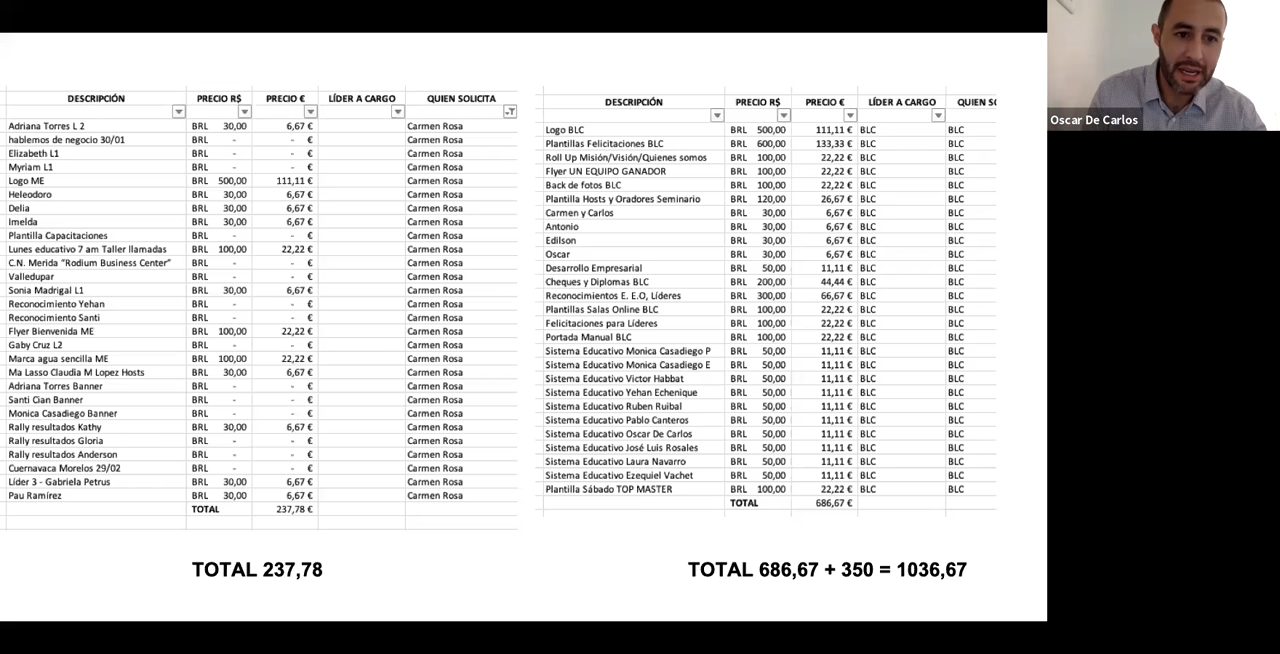 DESCRIPCIÓN PRECIO R$ PRECIO € LÍDER A CARGO QUIEN SOLICITA
Adriana Torres L 2 BRL 30,00 6,67 € Carmen Rosa
hablemos de negocio 30/01 BRL - - € Carmen Rosa
Elizabeth L1 BRL - - € Carmen Rosa
Myriam L1 BRL - - € Carmen Rosa
Logo ME BRL 500,00 111,11 € Carmen Rosa
Heleodoro BRL 30,00 6,67 € Carmen Rosa
Delia BRL 30,00 6,67 € Carmen Rosa
Imelda BRL 30,00 6,67 € Carmen Rosa
Plantilla Capacitaciones BRL - - € Carmen Rosa
Lunes educativo 7 am Taller llamadas BRL 100,00 22,22 € Carmen Rosa
C.N. Merida "Rodium Business Center" BRL - - € Carmen Rosa
Valledupar BRL - - € Carmen Rosa
Sonia Madrigal L1 BRL 30,00 6,67 € Carmen Rosa
Reconocimiento Yehan BRL - - € Carmen Rosa
Reconocimiento Santi BRL - - € Carmen Rosa
Flyer Bienvenida ME BRL 100,00 22,22 € Carmen Rosa
Gaby Cruz L2 BRL - - € Carmen Rosa
Marca agua sencilla ME BRL 100,00 22,22 € Carmen Rosa
Ma Lasso Claudia M Lopez Hosts BRL 30,00 6,67 € Carmen Rosa
Adriana Torres Banner BRL - - € Carmen Rosa
Santi Cian Banner BRL - - € Carmen Rosa
Monica Casadiego Banner BRL - - € Carmen Rosa
Rally resultados Kathy BRL 30,00 6,67 € Carmen Rosa
Rally resultados Gloria BRL - - € Carmen Rosa
Rally resultados Anderson BRL - - € Carmen Rosa
Cuernavaca Morelos 29/02 BRL - - € Carmen Rosa
Líder 3 - Gabriela Petrus BRL 30,00 6,67 € Carmen Rosa
Pau Ramírez BRL 30,00 6,67 € Carmen Rosa
TOTAL 237,78 €
TOTAL 237,78
DESCRIPCIÓN PRECIO R$ PRECIO € LÍDER A CARGO QUIEN SO
Logo BLC BRL 500,00 111,11 € BLC BLC
Plantillas Felicitaciones BLC BRL 600,00 133,33 € BLC BLC
Roll Up Misión/Visión/Quienes somos BRL 100,00 22,22 € BLC BLC
Flyer UN EQUIPO GANADOR BRL 100,00 22,22 € BLC BLC
Back de fotos BLC BRL 100,00 22,22 € BLC BLC
Plantilla Hosts y Oradores Seminario BRL 120,00 26,67 € BLC BLC
Carmen y Carlos BRL 30,00 6,67 € BLC BLC
Antonio BRL 30,00 6,67 € BLC BLC
Edilson BRL 30,00 6,67 € BLC BLC
Oscar BRL 30,00 6,67 € BLC BLC
Desarrollo Empresarial BRL 50,00 11,11 € BLC BLC
Cheques y Diplomas BLC BRL 200,00 44,44 € BLC BLC
Reconocimientos E. E.O, Líderes BRL 300,00 66,67 € BLC BLC
Plantillas Salas Online BLC BRL 100,00 22,22 € BLC BLC
Felicitaciones para Líderes BRL 100,00 22,22 € BLC BLC
Portada Manual BLC BRL 100,00 22,22 € BLC BLC
Sistema Educativo Monica Casadiego P BRL 50,00 11,11 € BLC BLC
Sistema Educativo Monica Casadiego E BRL 50,00 11,11 € BLC BLC
Sistema Educativo Victor Habbat BRL 50,00 11,11 € BLC BLC
Sistema Educativo Yehan Echenique BRL 50,00 11,11 € BLC BLC
Sistema Educativo Ruben Ruibal BRL 50,00 11,11 € BLC BLC
Sistema Educativo Pablo Canteros BRL 50,00 11,11 € BLC BLC
Sistema Educativo Oscar De Carlos BRL 50,00 11,11 € BLC BLC
Sistema Educativo José Luis Rosales BRL 50,00 11,11 € BLC BLC
Sistema Educativo Laura Navarro BRL 50,00 11,11 € BLC BLC
Sistema Educativo Ezequiel Vachet BRL 50,00 11,11 € BLC BLC
Plantilla Sábado TOP MASTER BRL 100,00 22,22 € BLC BLC
TOTAL 686,67 €
TOTAL 686,67 + 350 = 1036,67
Oscar De Carlos